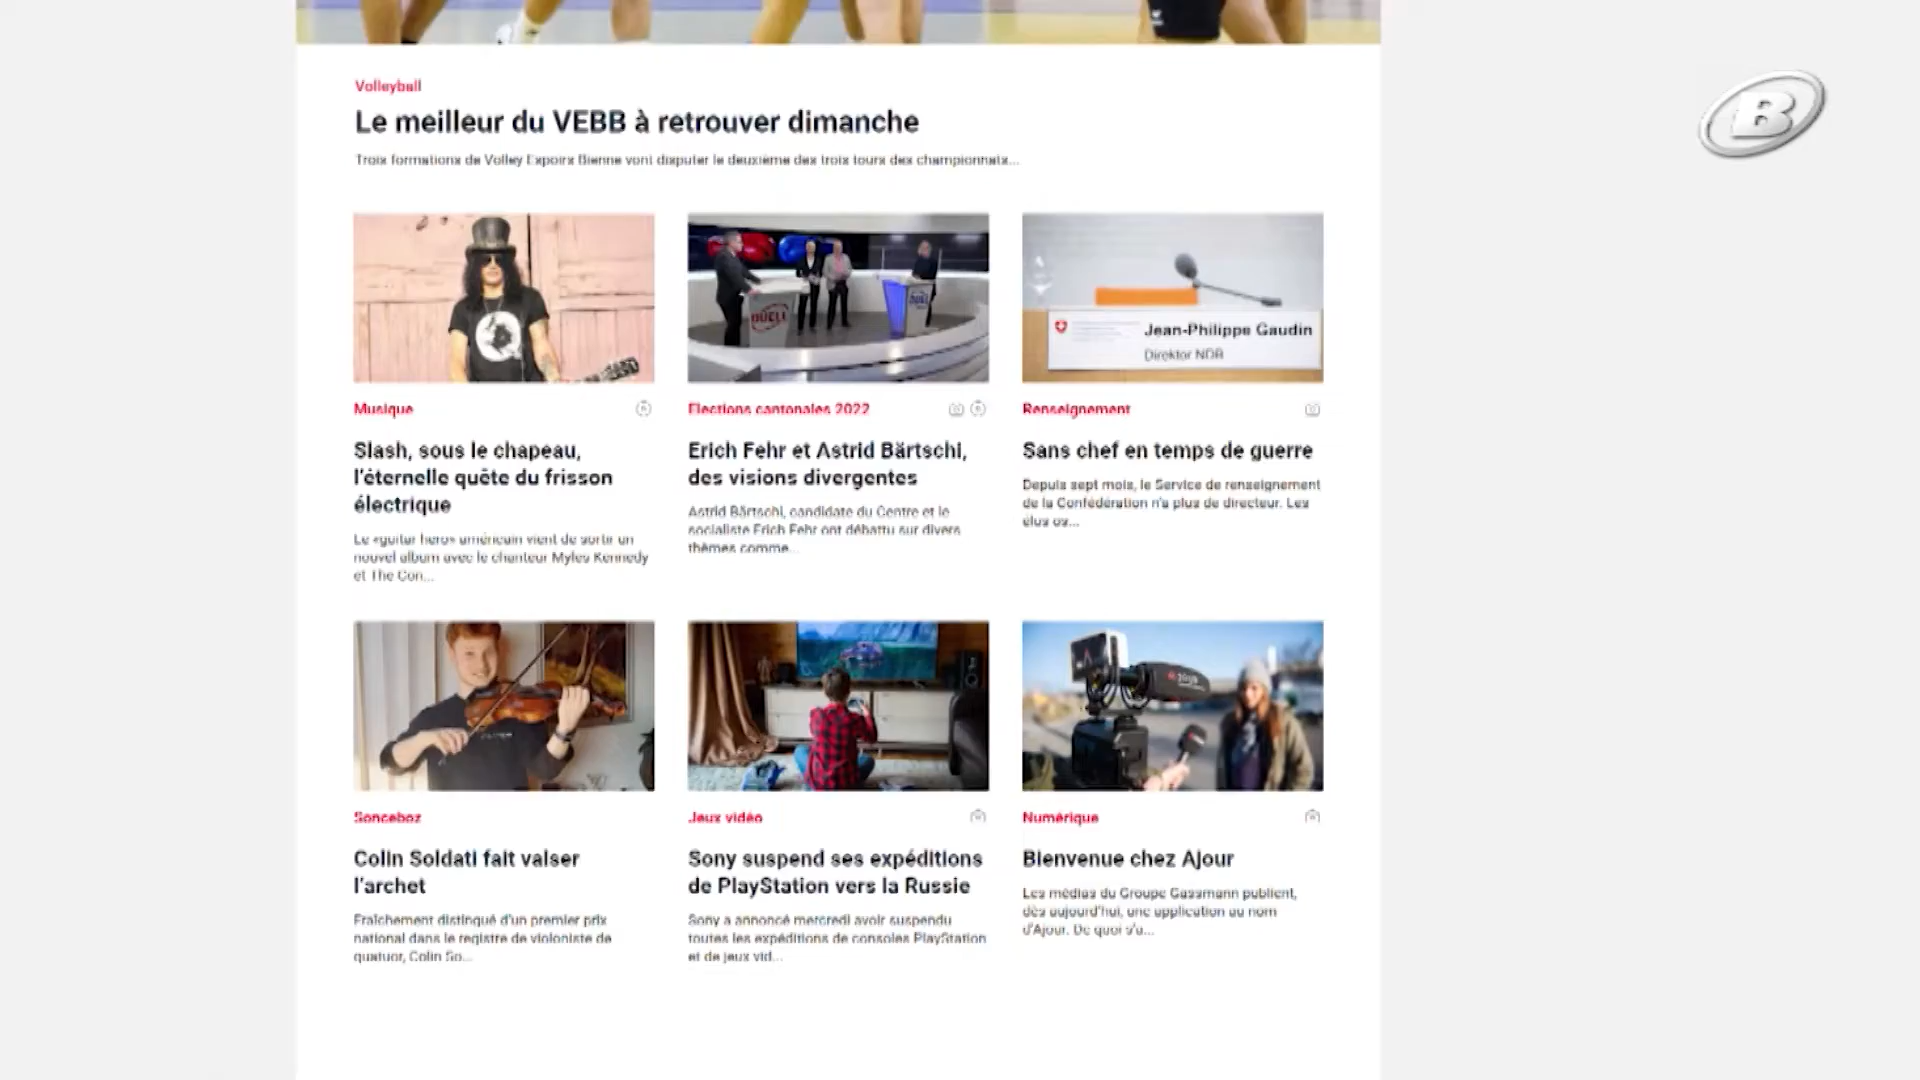 Volleyball
Le meilleur du VEBB à retrouver dimanche
Trois formations de Volley Espoirs Bienne vont disputer le deuxième des trois tours des championnats...
B
DUELL
DUELL
Jean-Philippe Gaudin
Direktor NDB
Musique
Slash, sous le chapeau,
l'éternelle quête du frisson
électrique
Le «guitar hero» américain vient de sortir un
nouvel album avec le chanteur Myles Kennedy
et The Con...
Elections cantonales 2022
Erich Fehr et Astrid Bärtschi,
des visions divergentes
Astrid Bärtschi, candidate du Centre et le
socialiste Erich Fehr ont débattu sur divers
thèmes comme...
Renseignement
Sans chef en temps de guerre
Depuis sept mois, le Service de renseignement
de la Confédération n'a plus de directeur. Les
élus os...
Sonceboz
Colin Soldati fait valser
l'archet
Fraîchement distingué d'un premier prix
national dans le registre de violoniste de
quatuor, Colin So...
Jeux vidéo
Sony suspend ses expéditions
de PlayStation vers la Russie
Sony a annoncé mercredi avoir suspendu
toutes les expéditions de consoles PlayStation
et de jeux vid...
Numérique
Bienvenue chez Ajour
Les médias du Groupe Gassmann publient,
dès aujourd'hui, une application au nom
d'Ajour. De quoi s'a...